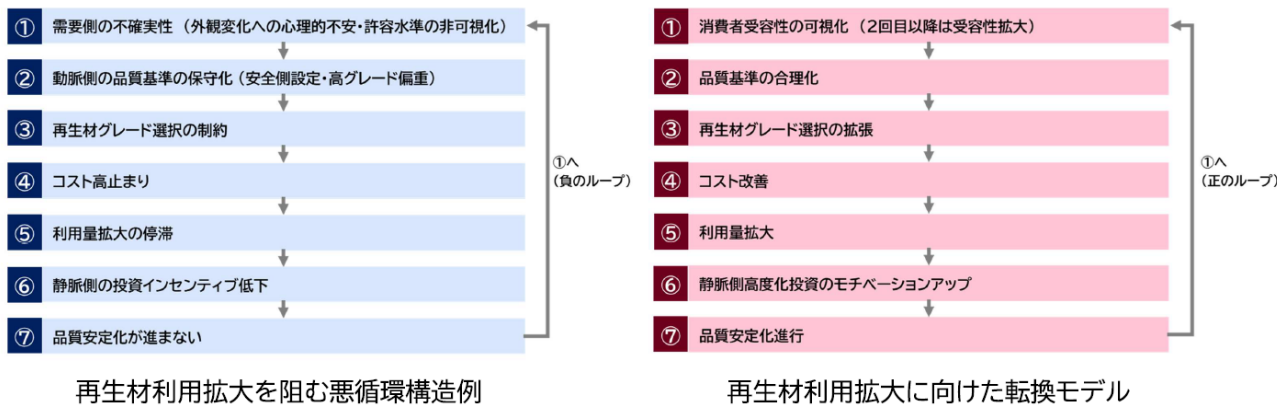 ① 需要側の不確実性 （外観変化への心理的不安・許容水準の非可視化）
② 動脈側の品質基準の保守化 （安全側設定・高グレード偏重）
③ 再生材グレード選択の制約
④ コスト高止まり
⑤ 利用量拡大の停滞
⑥ 静脈側の投資インセンティブ低下
⑦ 品質安定化が進まない
①へ
（負のループ）
再生材利用拡大を阻む悪循環構造例
① 消費者受容性の可視化 （2回目以降は受容性拡大）
② 品質基準の合理化
③ 再生材グレード選択の拡張
④ コスト改善
⑤ 利用量拡大
⑥ 静脈側高度化投資のモチベーションアップ
⑦ 品質安定化進行
①へ
（正のループ）
再生材利用拡大に向けた転換モデル